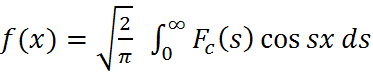 f(x) = √(2/π) ∫₀^∞ F_c(s) cos sx ds